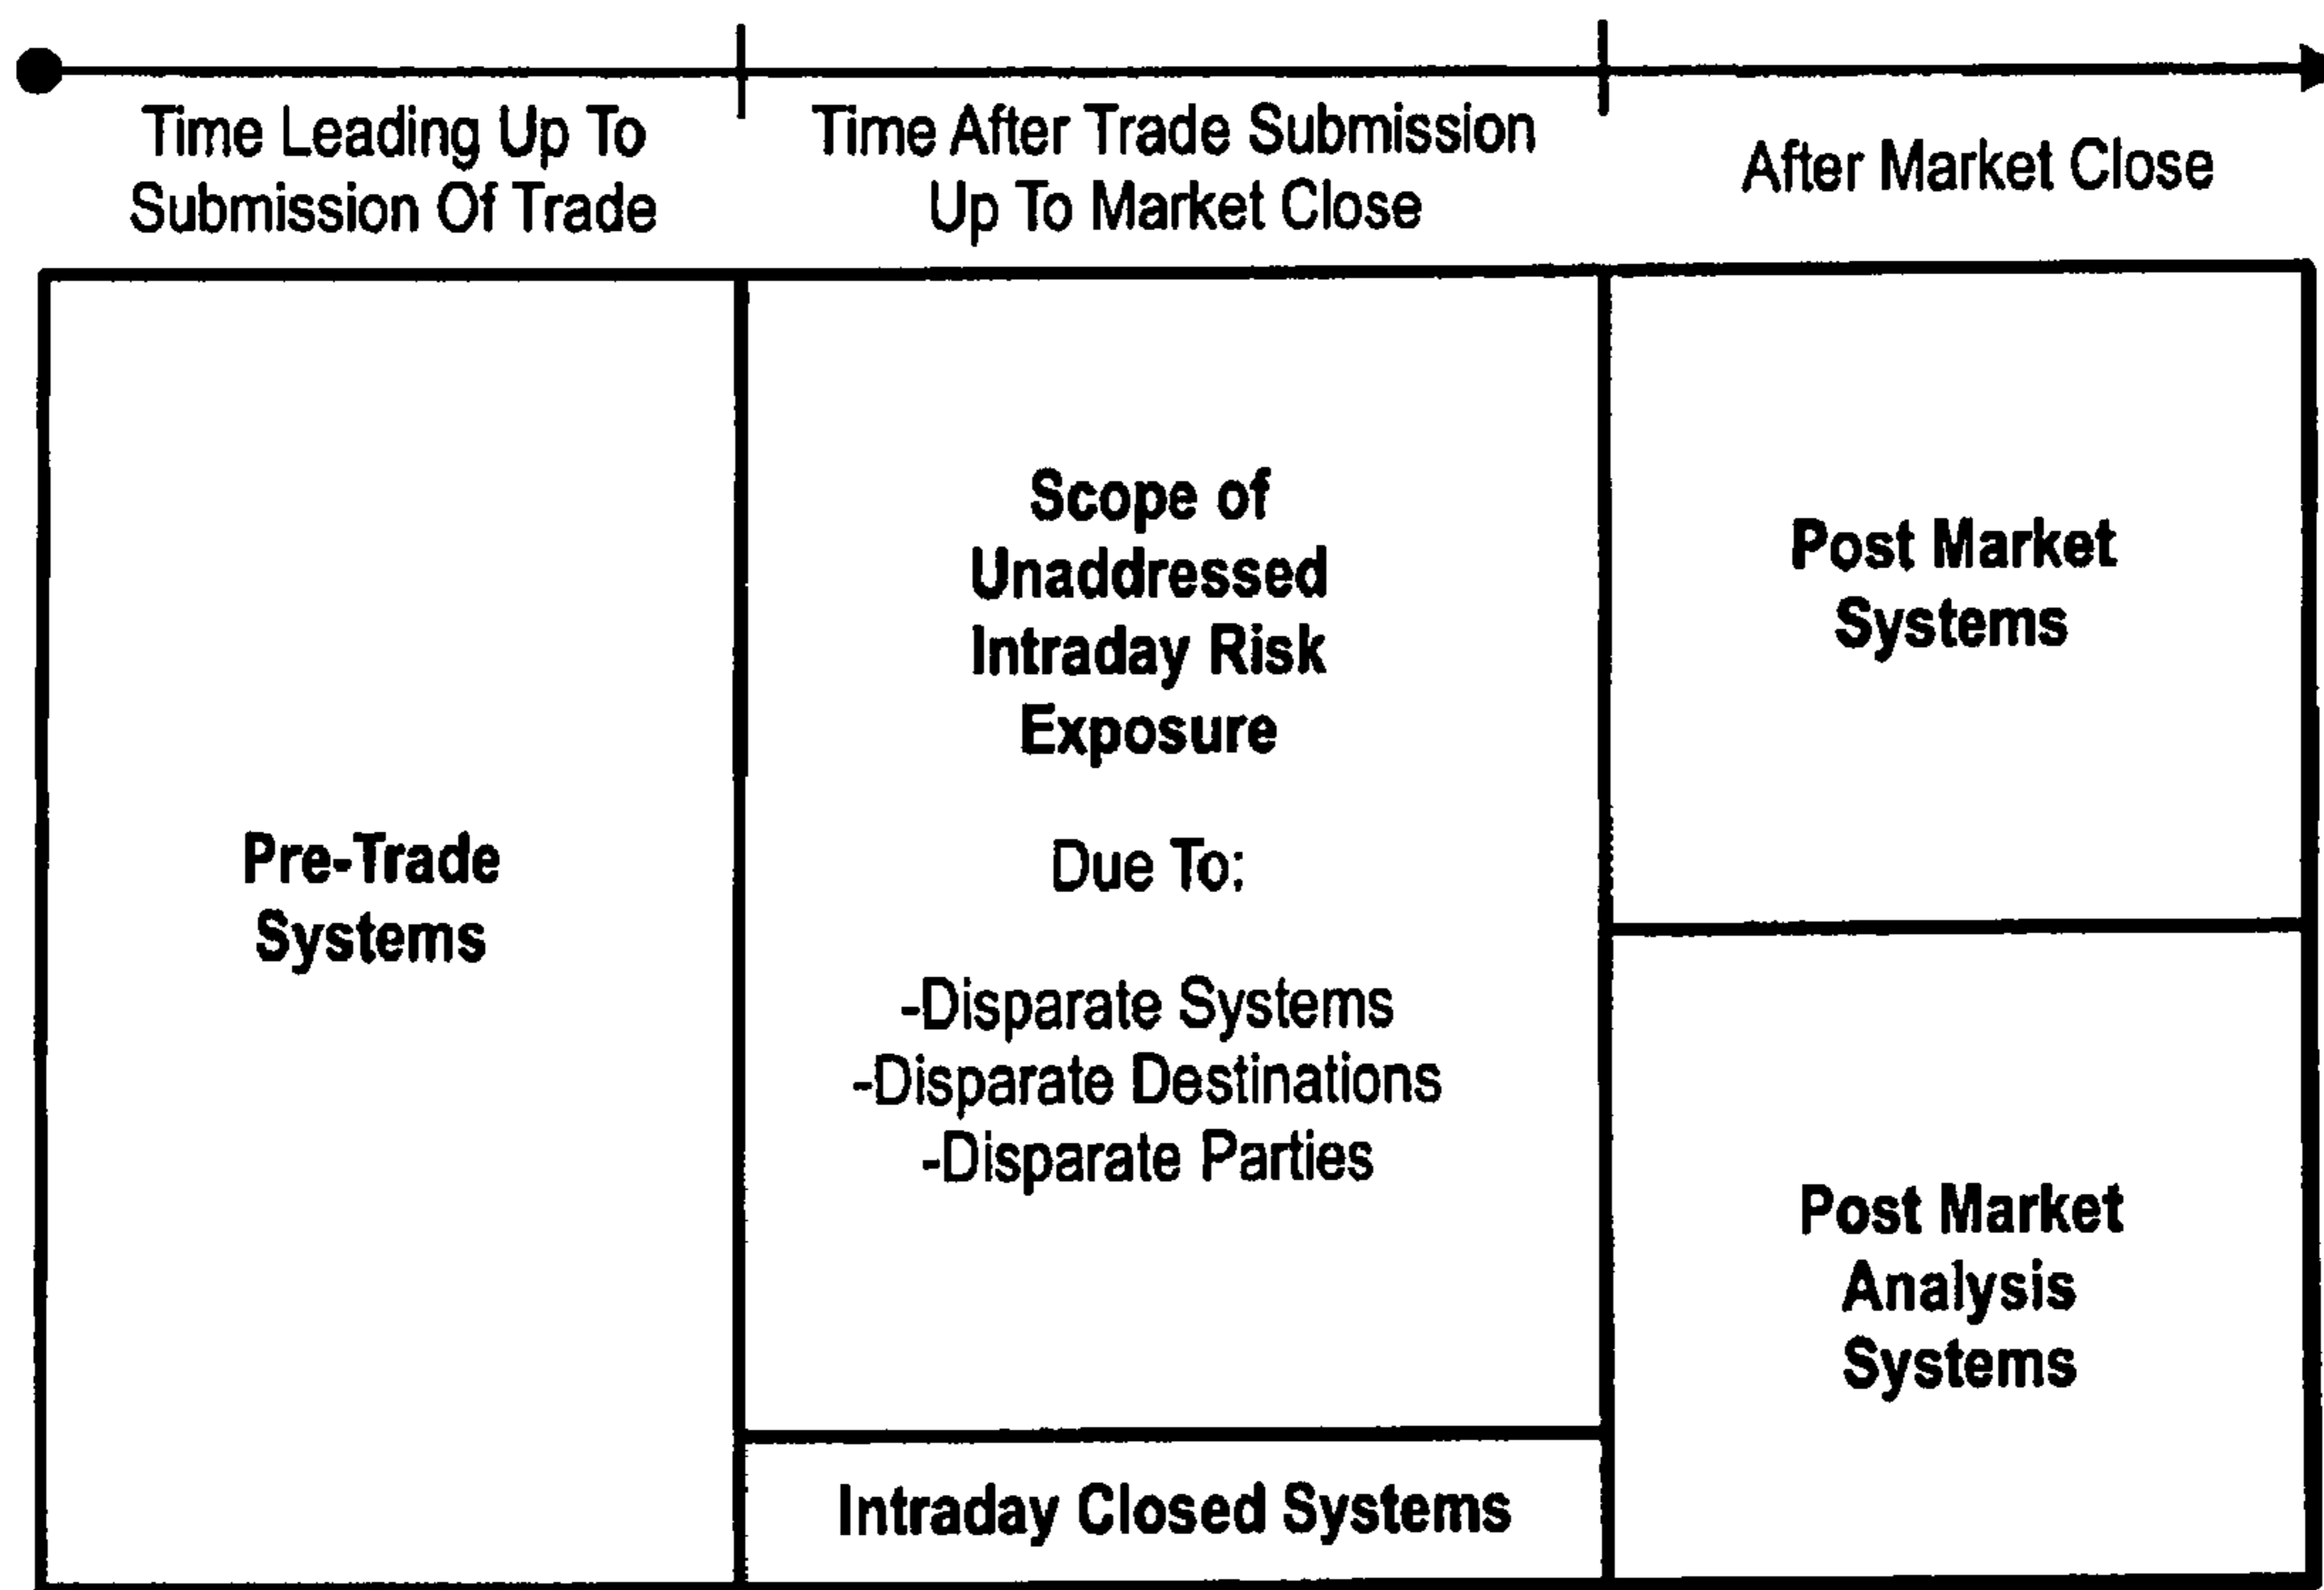 Time Leading Up To
Submission Of Trade
Time After Trade Submission
Up To Market Close
After Market Close
Pre-Trade
Systems
Scope of
Unaddressed
Intraday Risk
Exposure
Due To:
-Disparate Systems
-Disparate Destinations
-Disparate Parties
Intraday Closed Systems
Post Market
Systems
Post Market
Analysis
Systems